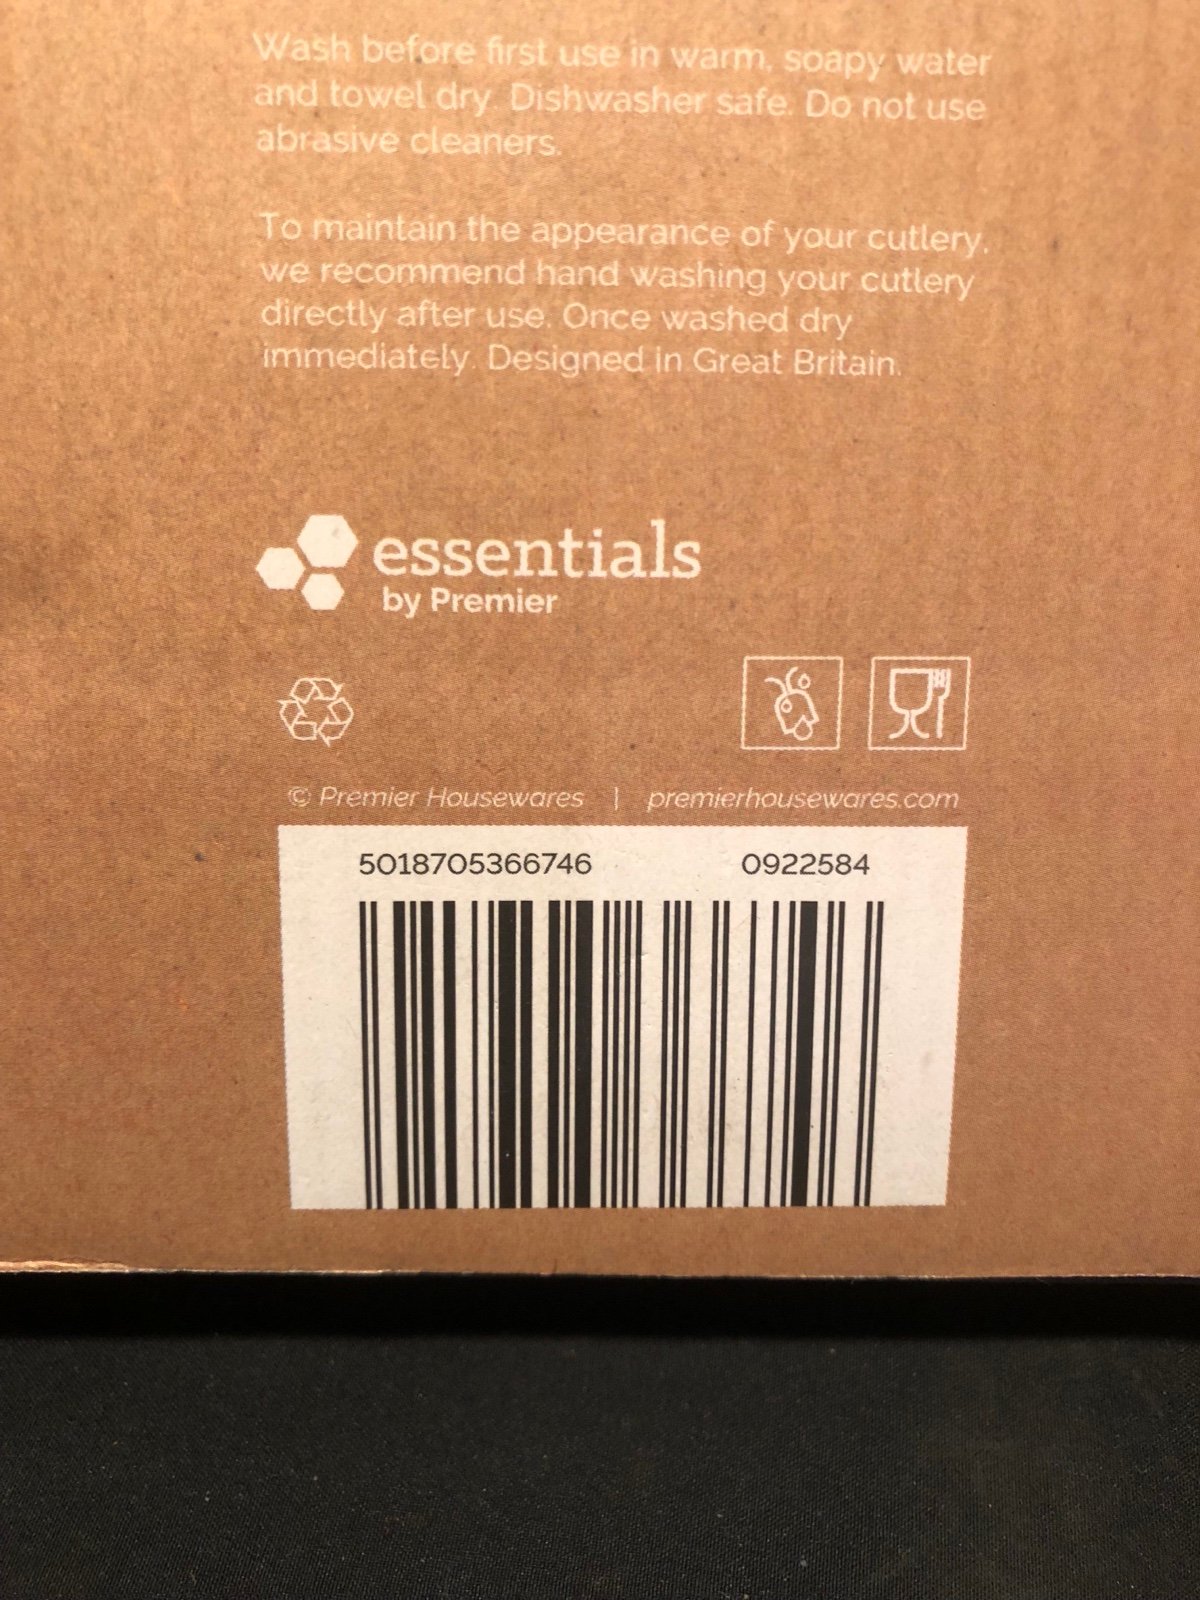 Wash before first use in warm, soapy water
and towel dry. Dishwasher safe. Do not use
abrasive cleaners.
To maintain the appearance of your cutlery,
we recommend hand washing your cutlery
directly after use. Once washed dry
immediately. Designed in Great Britain.
essentials
by Premier
© Premier Housewares | premierhousewares.com
5018705366746 0922584